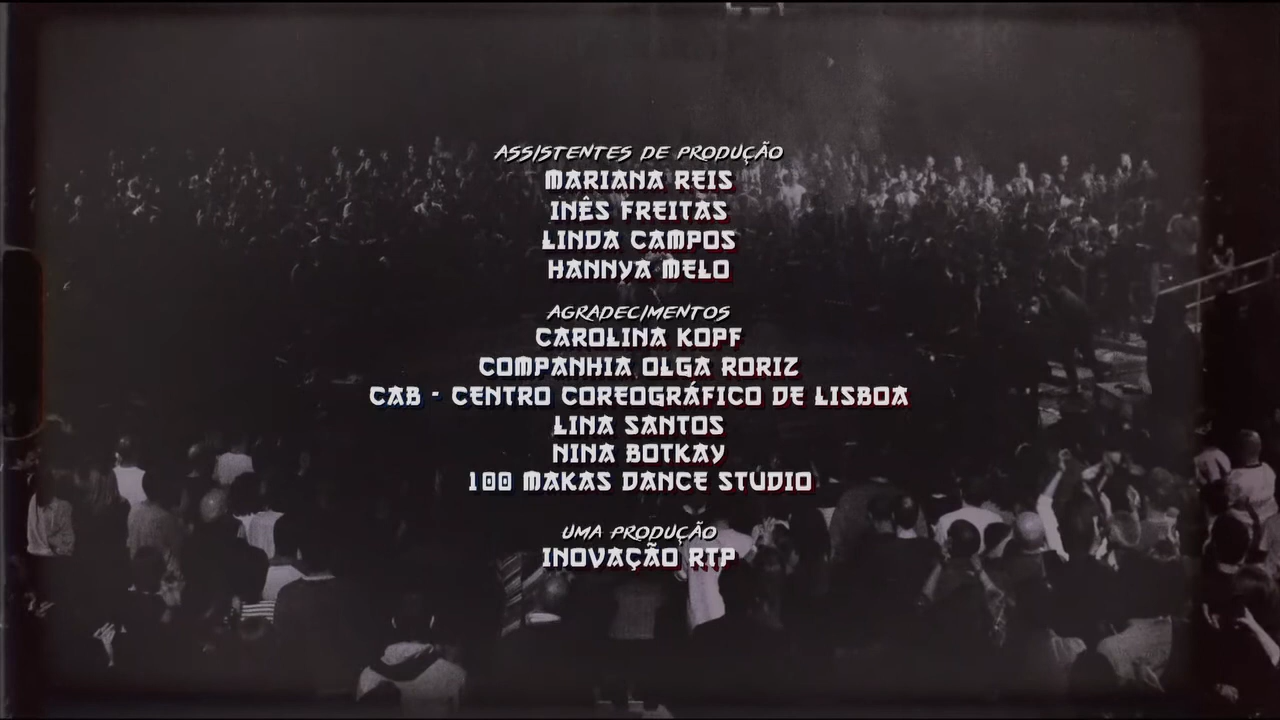 ASSISTENTES DE PRODUÇÃO
MARIANA REIS
INÊS FREITAS
LINDA CAMPOS
HANNYA MELO
AGRADECIMENTOS
CAROLINA KOPF
COMPANHIA OLGA RORIZ
CAB - CENTRO COREOGRÁFICO DE LISBOA
LINA SANTOS
NINA BOTKAY
100 MAKAS DANCE STUDIO
UMA PRODUÇÃO
INOVAÇÃO RTP